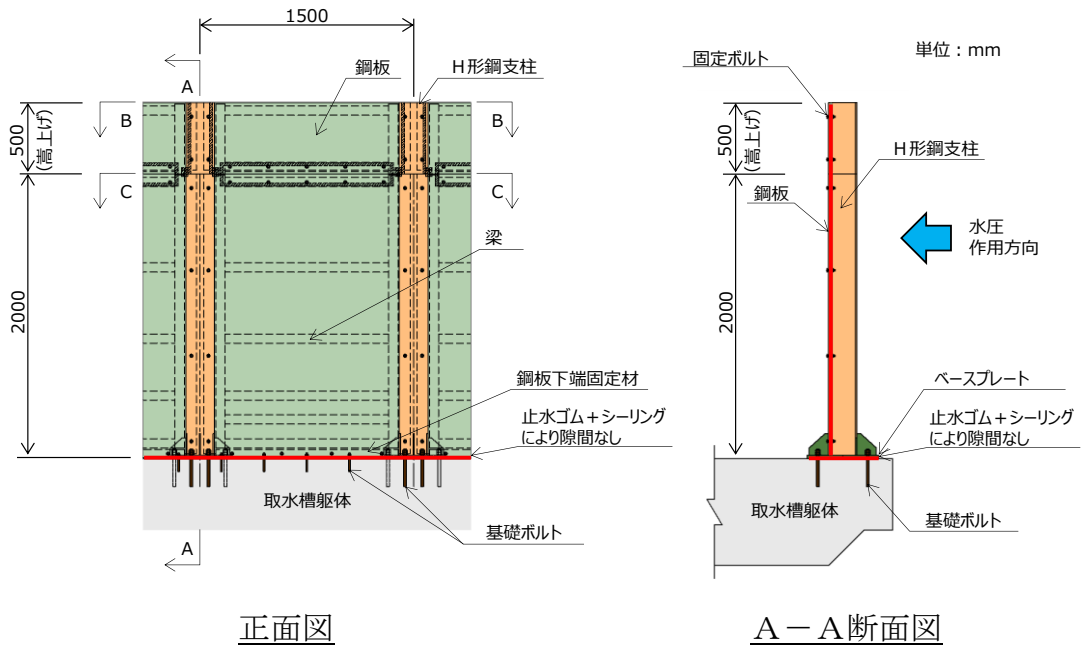 1500
A
鋼板
H形鋼支柱
B
B
500
(嵩上げ)
C
C
梁
2000
鋼板下端固定材
止水ゴム＋シーリング
により隙間なし
取水槽躯体
基礎ボルト
A
正面図
単位：mm
固定ボルト
500
(嵩上げ)
H形鋼支柱
鋼板
水圧
作用方向
2000
ベースプレート
止水ゴム＋シーリング
により隙間なし
取水槽躯体
基礎ボルト
A－A断面図